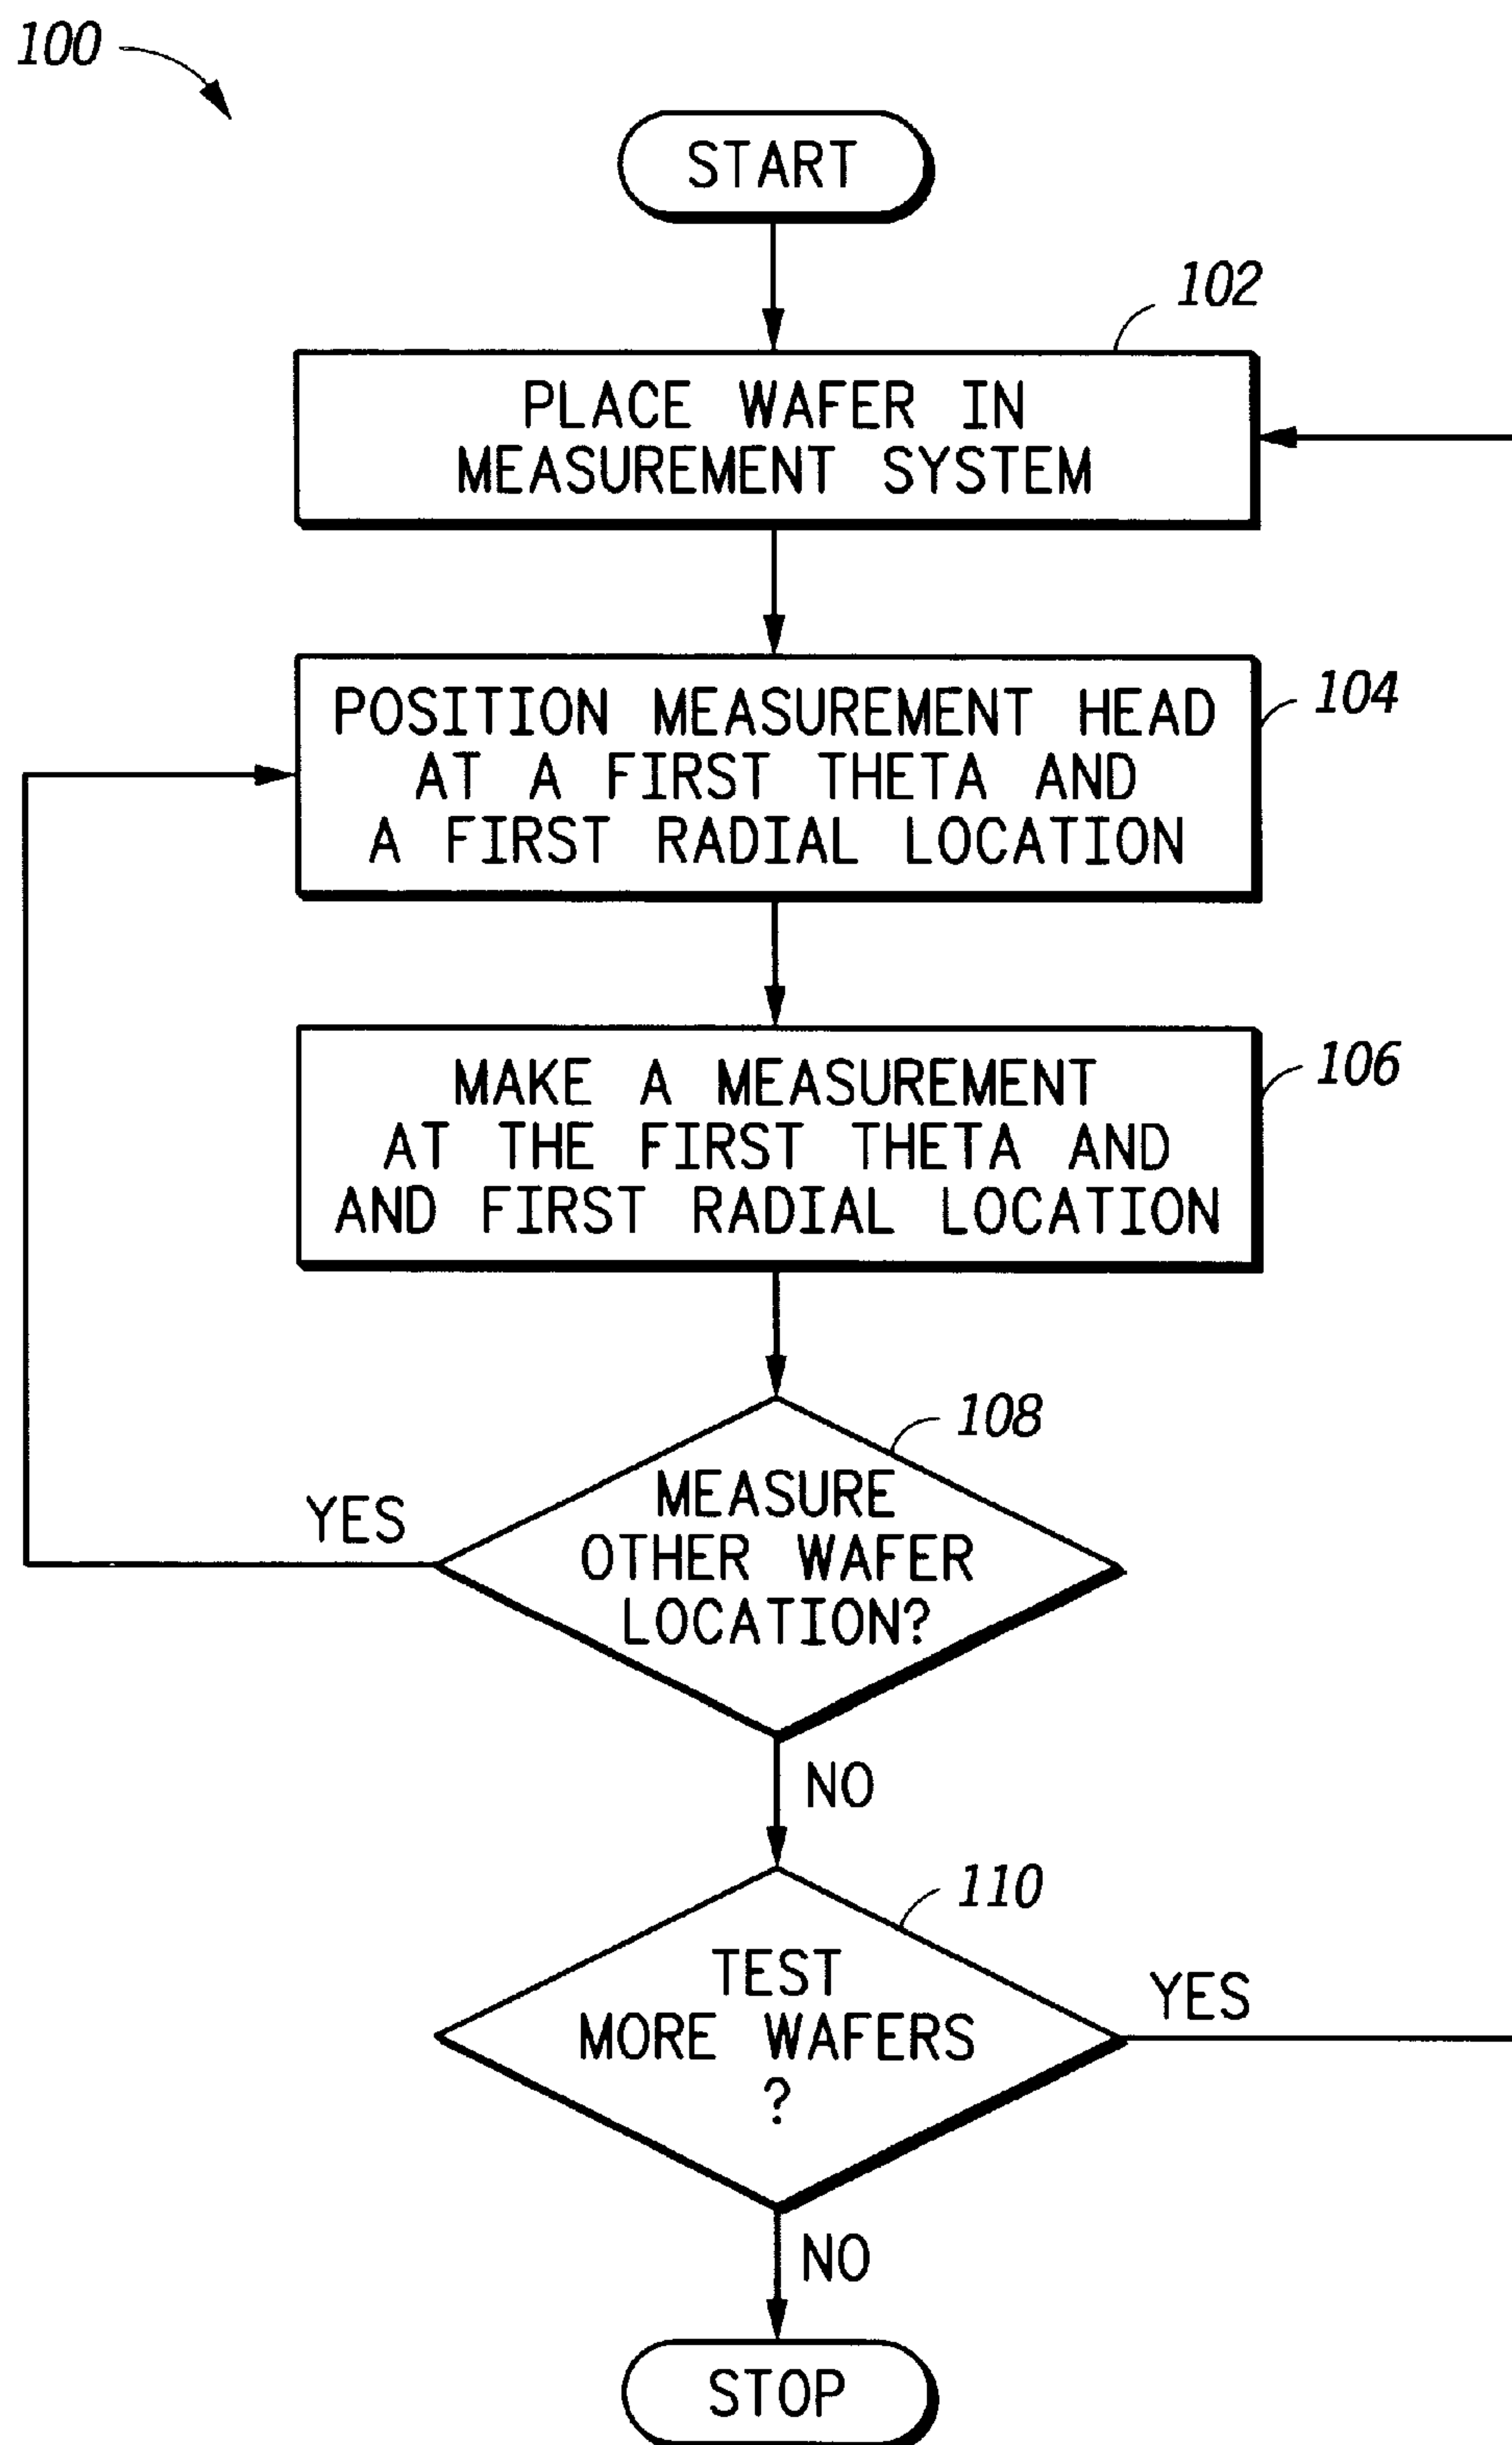 100
START
102
PLACE WAFER IN
MEASUREMENT SYSTEM
104
POSITION MEASUREMENT HEAD
AT A FIRST THETA AND
A FIRST RADIAL LOCATION
106
MAKE A MEASUREMENT
AT THE FIRST THETA AND
AND FIRST RADIAL LOCATION
108
MEASURE
OTHER WAFER
LOCATION?
YES
NO
110
TEST
MORE WAFERS
?
YES
NO
STOP